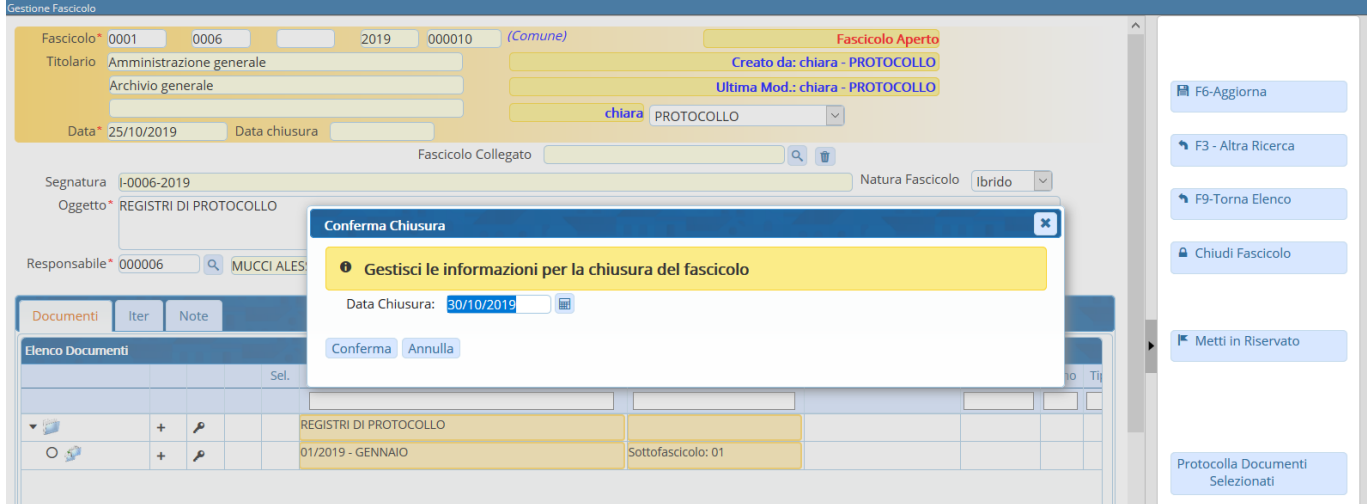 Gestione Fascicolo
Fascicolo* 0001 0006 2019 000010 (Comune) Fascicolo Aperto
Titolario Amministrazione generale Creato da: chiara - PROTOCOLLO
Archivio generale Ultima Mod.: chiara - PROTOCOLLO
chiara PROTOCOLLO
Data* 25/10/2019 Data chiusura
Fascicolo Collegato
Segnatura I-0006-2019 Natura Fascicolo Ibrido
Oggetto* REGISTRI DI PROTOCOLLO
Responsabile* 000006 MUCCI ALES
Conferma Chiusura
Gestisci le informazioni per la chiusura del fascicolo
Data Chiusura: 30/10/2019
Conferma Annulla
Documenti Iter Note
Elenco Documenti
Sel.
REGISTRI DI PROTOCOLLO
01/2019 - GENNAIO Sottofascicolo: 01
F6-Aggiorna
F3 - Altra Ricerca
F9-Torna Elenco
Chiudi Fascicolo
Metti in Riservato
Protocolla Documenti
Selezionati